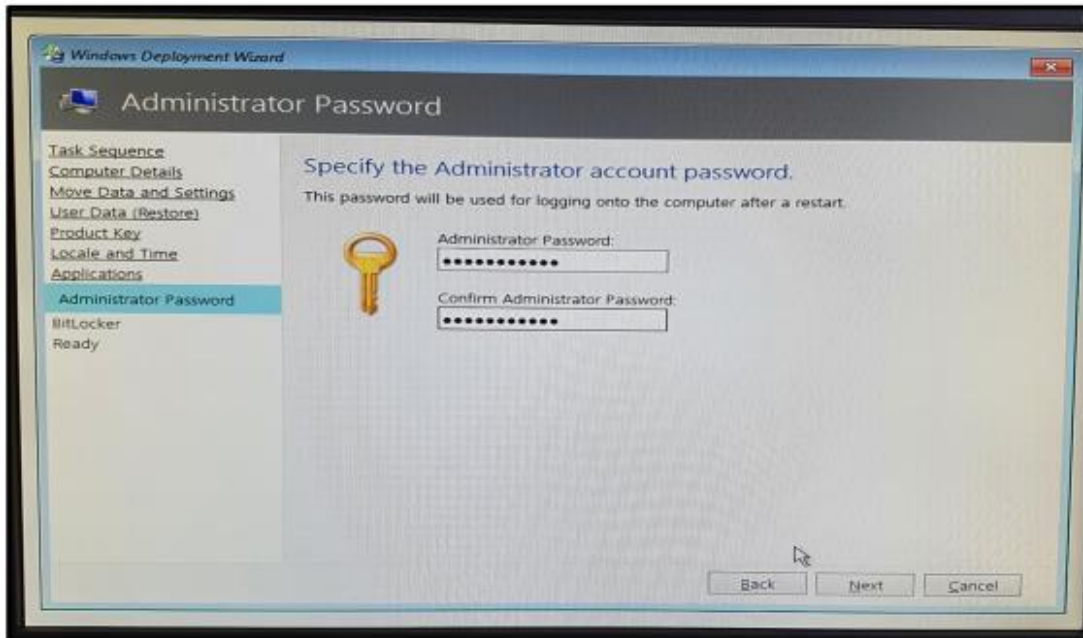 Windows Deployment Wizard
Administrator Password
Task Sequence
Computer Details
Move Data and Settings
User Data (Restore)
Product Key
Locale and Time
Applications
Administrator Password
BitLocker
Ready
Specify the Administrator account password.
This password will be used for logging onto the computer after a restart.
Administrator Password:
•••••••••••
Confirm Administrator Password:
•••••••••••
Back Next Cancel